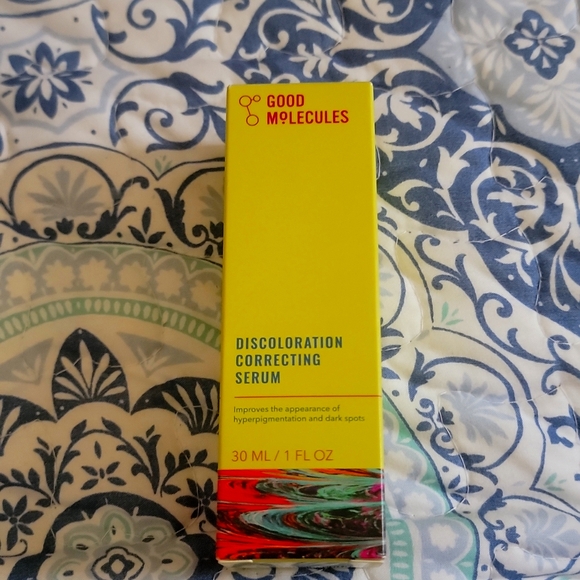 GOOD
MOLECULES
DISCOLORATION
CORRECTING
SERUM
Improves the appearance of
hyperpigmentation and dark spots
30 ML / 1 FL OZ